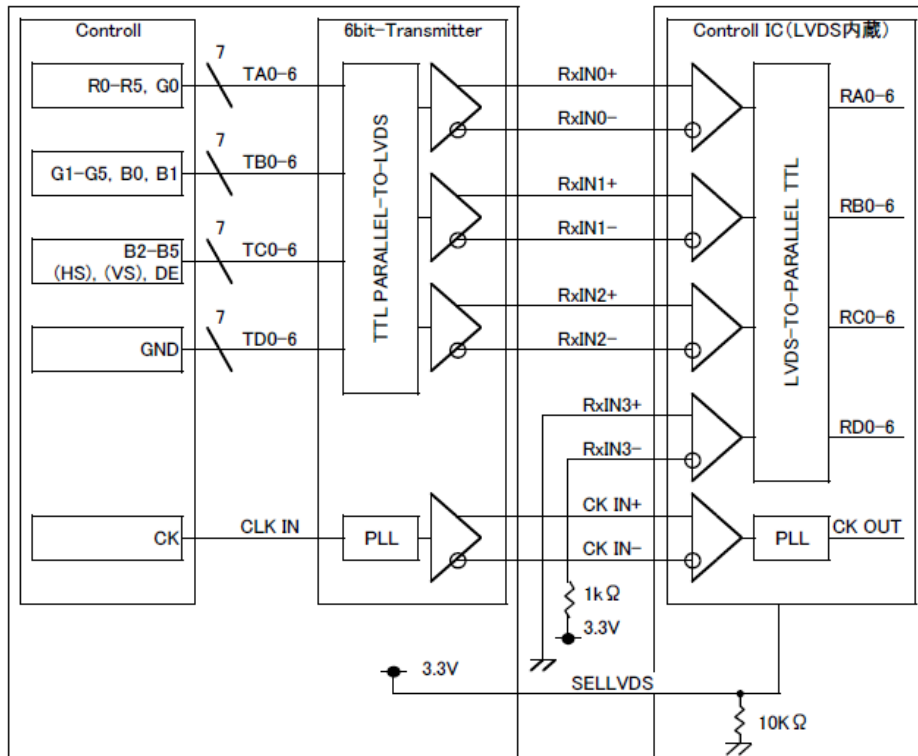 Controll
6bit-Transmitter
Controll IC(LVDS内蔵)
R0-R5, G0
7
TA0-6
G1-G5, B0, B1
7
TB0-6
B2-B5
(HS), (VS), DE
7
TC0-6
GND
7
TD0-6
TTL PARALLEL-TO-LVDS
RxIN0+
RxIN0-
RxIN1+
RxIN1-
RxIN2+
RxIN2-
RxIN3+
RxIN3-
LVDS-TO-PARALLEL TTL
RA0-6
RB0-6
RC0-6
RD0-6
CK
CLK IN
PLL
CK IN+
CK IN-
PLL
CK OUT
1kΩ
3.3V
3.3V
SELLVDS
10KΩ